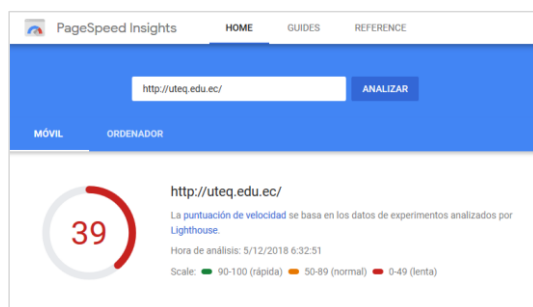 PageSpeed Insights HOME GUIDES REFERENCE
http://uteq.edu.ec/ ANALIZAR
MÓVIL ORDENADOR
39
http://uteq.edu.ec/
La puntuación de velocidad se basa en los datos de experimentos analizados por
Lighthouse.
Hora de análisis: 5/12/2018 6:32:51
Scale: 90-100 (rápida) 50-89 (normal) 0-49 (lenta)